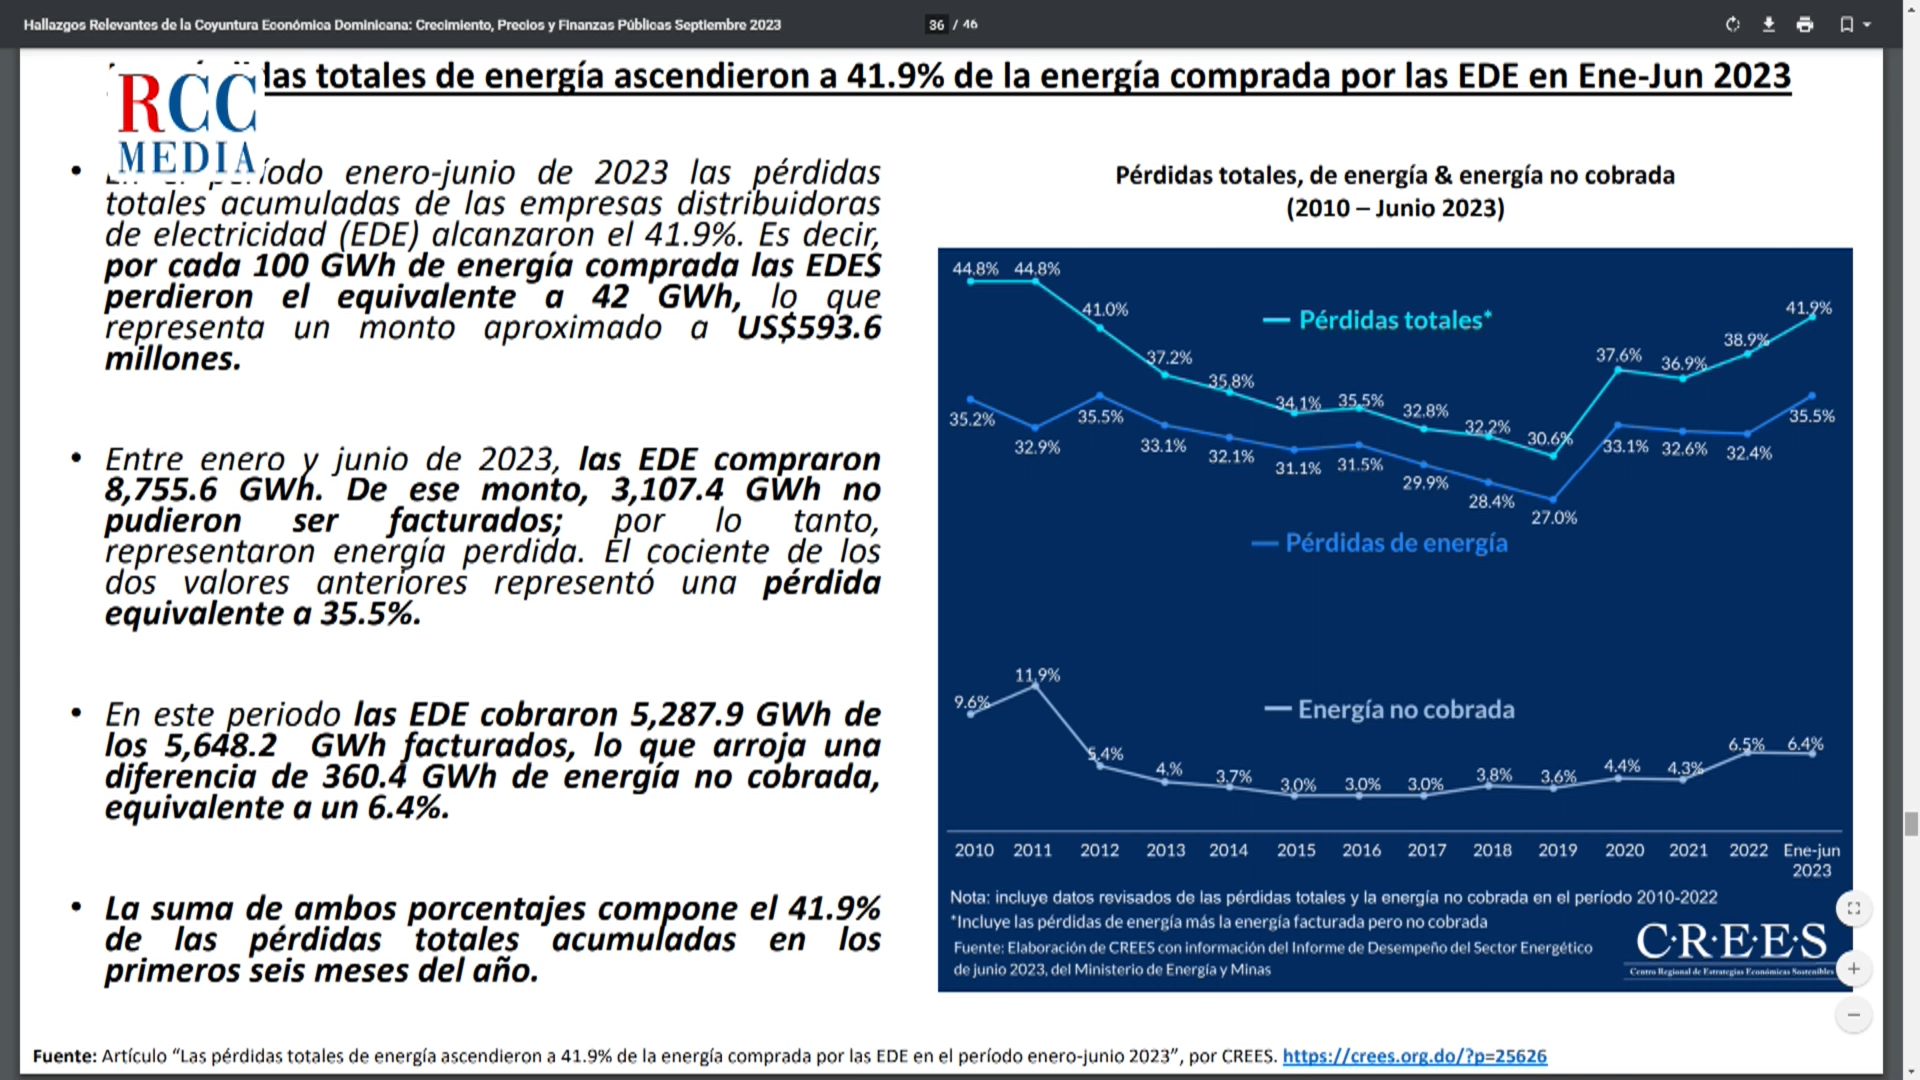 Hallazgos Relevantes de la Coyuntura Económica Dominicana: Crecimiento, Precios y Finanzas Públicas Septiembre 2023
36 / 46
las totales de energía ascendieron a 41.9% de la energía comprada por las EDE en Ene-Jun 2023
RCC
MEDIA
• período enero-junio de 2023 las pérdidas
totales acumuladas de las empresas distribuidoras
de electricidad (EDE) alcanzaron el 41.9%. Es decir,
por cada 100 GWh de energía comprada las EDES
perdieron el equivalente a 42 GWh, lo que
representa un monto aproximado a US$593.6
millones.
• Entre enero y junio de 2023, las EDE compraron
8,755.6 GWh. De ese monto, 3,107.4 GWh no
pudieron ser facturados; por lo tanto,
representaron energía perdida. El cociente de los
dos valores anteriores representó una pérdida
equivalente a 35.5%.
• En este periodo las EDE cobraron 5,287.9 GWh de
los 5,648.2 GWh facturados, lo que arroja una
diferencia de 360.4 GWh de energía no cobrada,
equivalente a un 6.4%.
• La suma de ambos porcentajes compone el 41.9%
de las pérdidas totales acumuladas en los
primeros seis meses del año.
Pérdidas totales, de energía & energía no cobrada
(2010 – Junio 2023)
44.8% 44.8% 41.0% 37.2% 35.8% 34.1% 35.5% 32.8% 32.2% 30.6% 37.6% 36.9% 38.9% 41.9%
Pérdidas totales*
35.2% 32.9% 35.5% 33.1% 32.1% 31.1% 31.5% 29.9% 28.4% 27.0% 33.1% 32.6% 32.4% 35.5%
Pérdidas de energía
9.6% 11.9% 5.4% 4.% 3.7% 3.0% 3.0% 3.0% 3.8% 3.6% 4.4% 4.3% 6.5% 6.4%
Energía no cobrada
2010 2011 2012 2013 2014 2015 2016 2017 2018 2019 2020 2021 2022 Ene-jun
2023
Nota: incluye datos revisados de las pérdidas totales y la energía no cobrada en el período 2010-2022
*Incluye las pérdidas de energía más la energía facturada pero no cobrada
Fuente: Elaboración de CREES con información del Informe de Desempeño del Sector Energético
de junio 2023, del Ministerio de Energía y Minas
C·R·E·E·S
Centro Regional de Estrategias Económicas Sostenibles
Fuente: Artículo “Las pérdidas totales de energía ascendieron a 41.9% de la energía comprada por las EDE en el período enero-junio 2023”, por CREES. https://crees.org.do/?p=25626